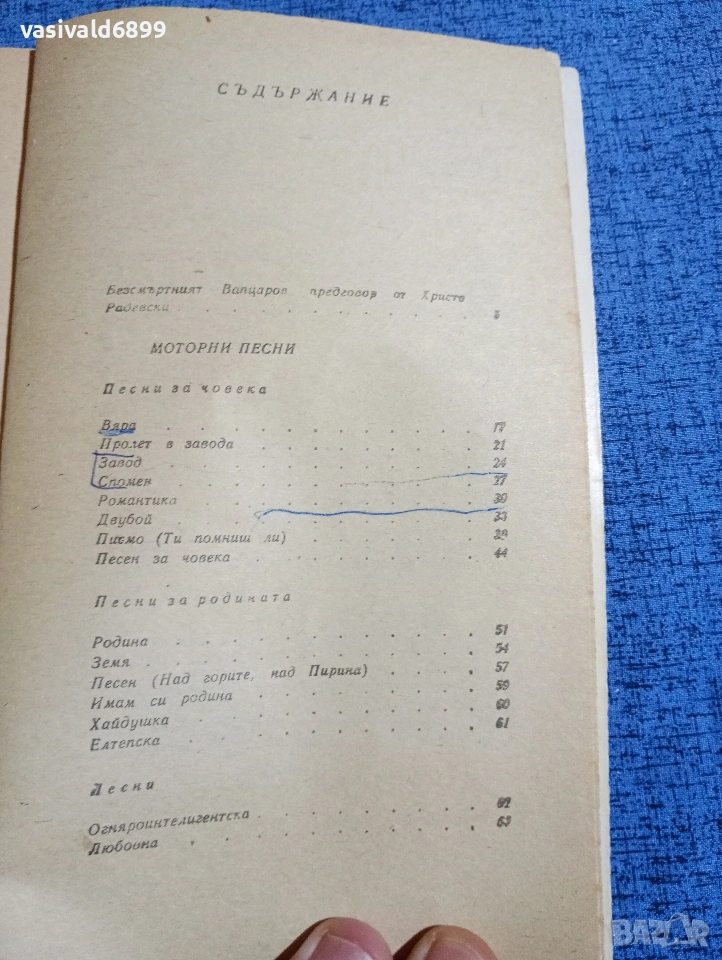 vasivald6899
СЪДЪРЖАНИЕ
Безсмъртният Вапцаров предговор от Христо
Радевски . . . . . . . . . . . 5
МОТОРНИ ПЕСНИ
Песни за човека
Вяра . . . . . . . . . . . 17
Пролет в завода . . . . . . . . . 21
Завод . . . . . . . . . . . 24
Спомен . . . . . . . . . . . 27
Романтика . . . . . . . . . . 30
Двубой . . . . . . . . . . . 33
Писмо (Ти помниш ли) . . . . . . . 39
Песен за човека . . . . . . . . . 44
Песни за родината
Родина . . . . . . . . . . . 51
Земя . . . . . . . . . . . . 54
Песен (Над горите, над Пирина) . . . . 57
Имам си родина . . . . . . . . . 59
Хайдушка . . . . . . . . . . 60
Елтепска . . . . . . . . . . 61
Песни
Огняроинтелигентска . . . . . . . . 62
Любовна . . . . . . . . . . 63
BAZAR